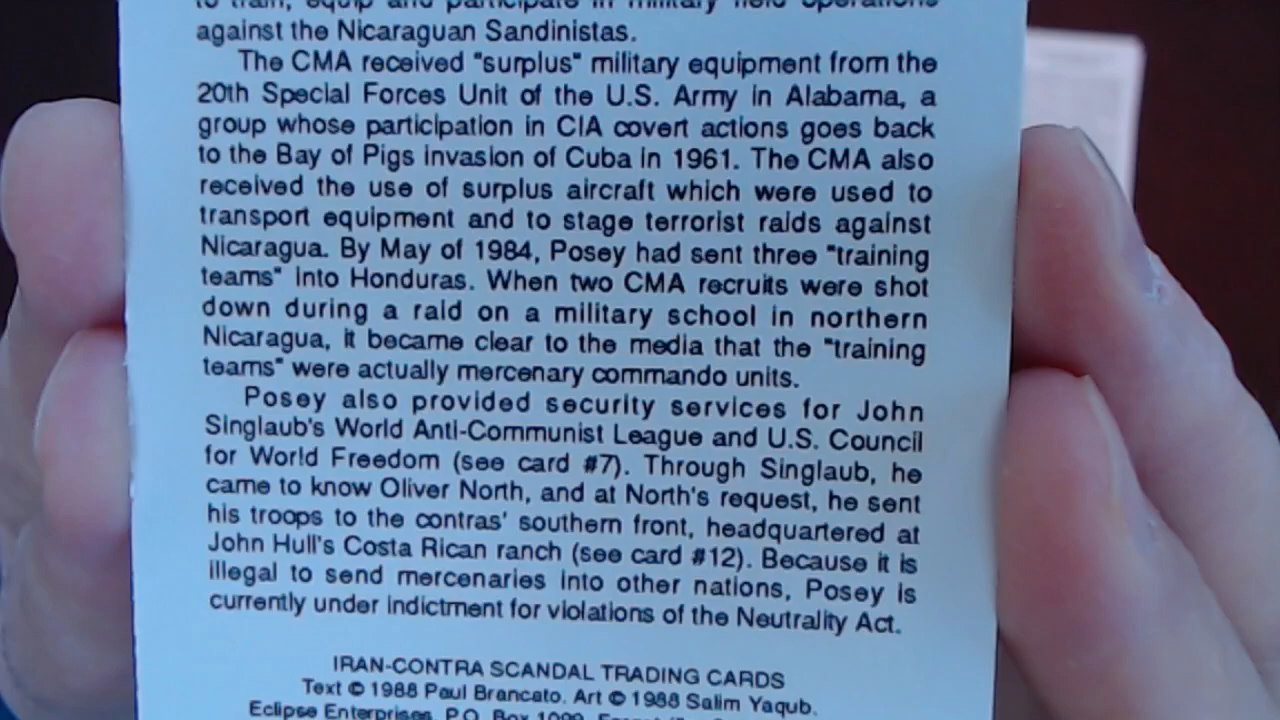 to train, equip and participate in military field operations
against the Nicaraguan Sandinistas.
The CMA received "surplus" military equipment from the
20th Special Forces Unit of the U.S. Army in Alabama, a
group whose participation in CIA covert actions goes back
to the Bay of Pigs invasion of Cuba in 1961. The CMA also
received the use of surplus aircraft which were used to
transport equipment and to stage terrorist raids against
Nicaragua. By May of 1984, Posey had sent three "training
teams" into Honduras. When two CMA recruits were shot
down during a raid on a military school in northern
Nicaragua, it became clear to the media that the "training
teams" were actually mercenary commando units.
Posey also provided security services for John
Singlaub's World Anti-Communist League and U.S. Council
for World Freedom (see card #7). Through Singlaub, he
came to know Oliver North, and at North's request, he sent
his troops to the contras' southern front, headquartered at
John Hull's Costa Rican ranch (see card #12). Because it is
illegal to send mercenaries into other nations, Posey is
currently under indictment for violations of the Neutrality Act.
IRAN-CONTRA SCANDAL TRADING CARDS
Text © 1988 Paul Brancato. Art © 1988 Salim Yaqub.
Eclipse Enterprises, P.O. Box 1099,